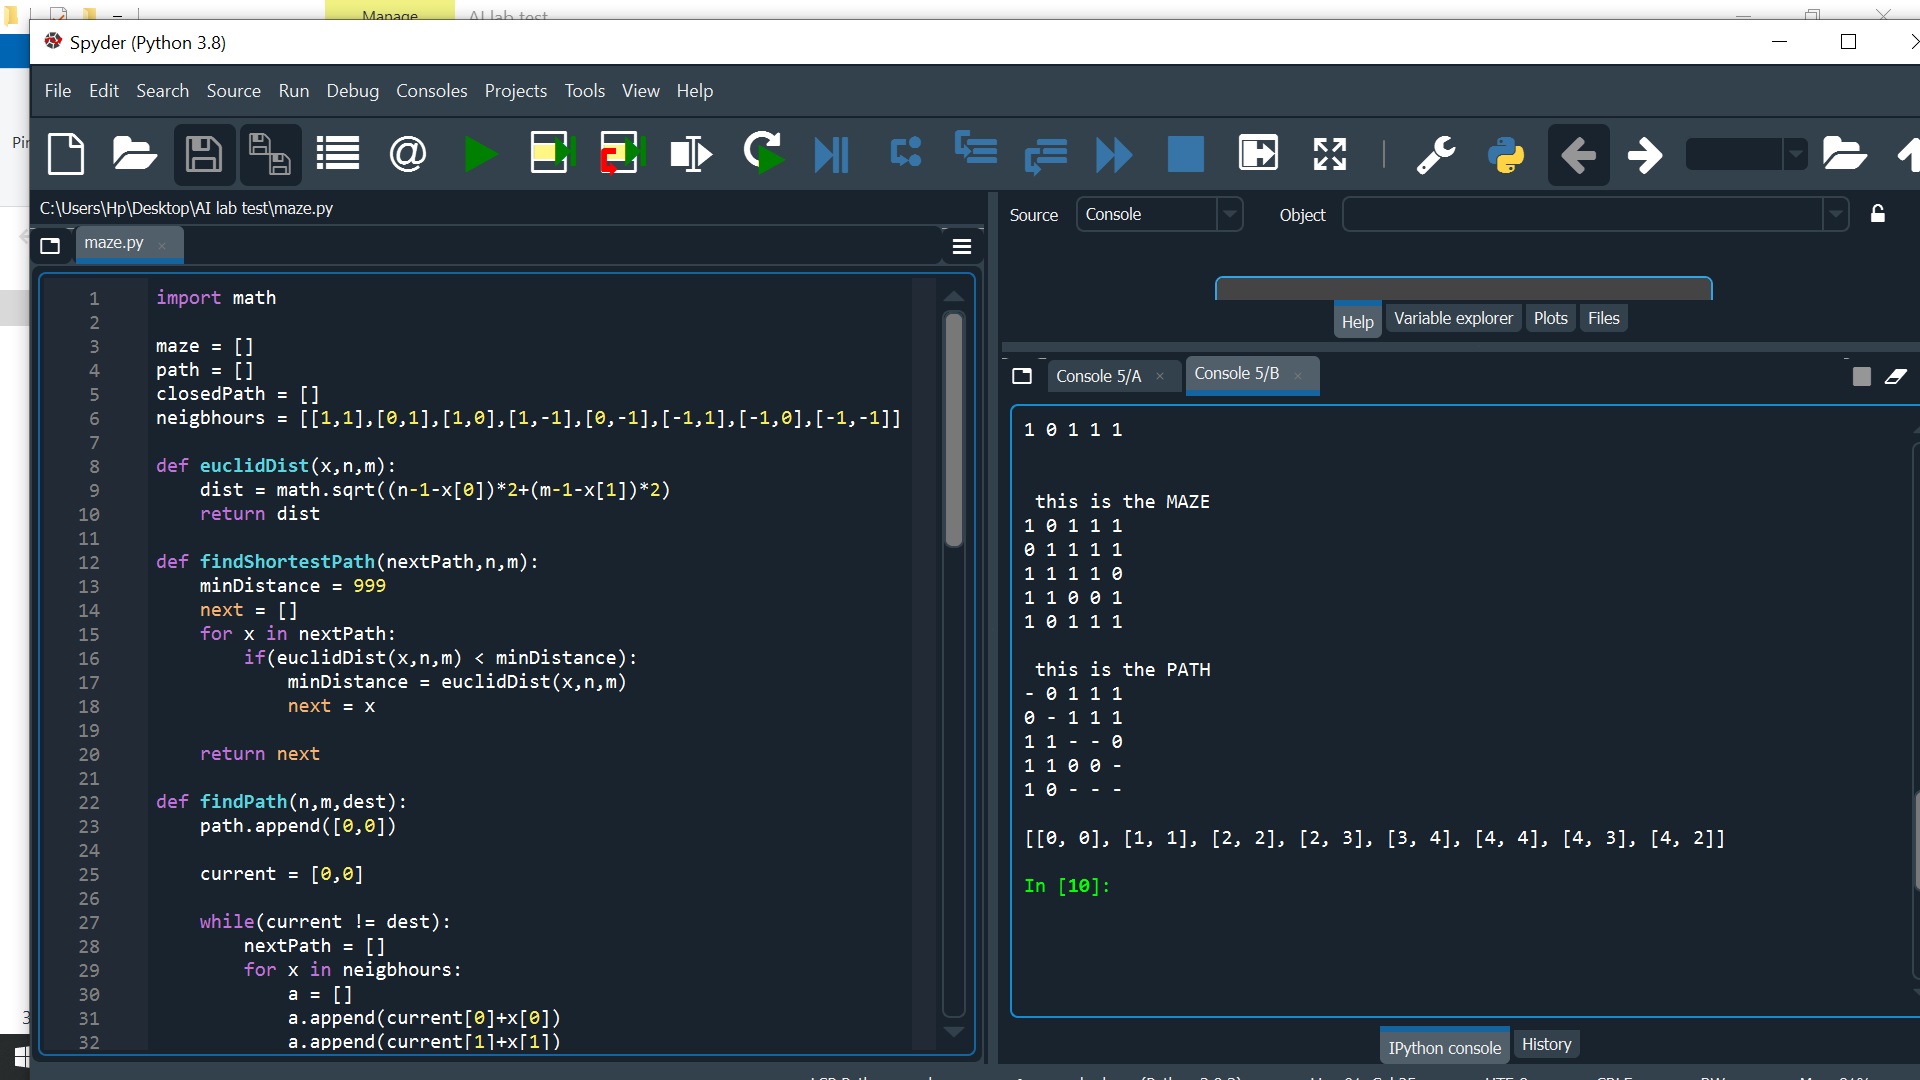 Manage
AI lab test
Spyder (Python 3.8)
File Edit Search Source Run Debug Consoles Projects Tools View Help
C:\Users\Hp\Desktop\AI lab test\maze.py
maze.py
1 import math
2
3 maze = []
4 path = []
5 closedPath = []
6 neigbhours = [[1,1],[0,1],[1,0],[1,-1],[0,-1],[-1,1],[-1,0],[-1,-1]]
7
8 def euclidDist(x,n,m):
9 dist = math.sqrt((n-1-x[0])*2+(m-1-x[1])*2)
10 return dist
11
12 def findShortestPath(nextPath,n,m):
13 minDistance = 999
14 next = []
15 for x in nextPath:
16 if(euclidDist(x,n,m) < minDistance):
17 minDistance = euclidDist(x,n,m)
18 next = x
19
20 return next
21
22 def findPath(n,m,dest):
23 path.append([0,0])
24
25 current = [0,0]
26
27 while(current != dest):
28 nextPath = []
29 for x in neigbhours:
30 a = []
31 a.append(current[0]+x[0])
32 a.append(current[1]+x[1])
Source Console Object
Help Variable explorer Plots Files
Console 5/A Console 5/B
1 0 1 1 1
this is the MAZE
1 0 1 1 1
0 1 1 1 1
1 1 1 1 0
1 1 0 0 1
1 0 1 1 1
this is the PATH
- 0 1 1 1
0 - 1 1 1
1 1 - - 0
1 1 0 0 -
1 0 - - -
[[0, 0], [1, 1], [2, 2], [2, 3], [3, 4], [4, 4], [4, 3], [4, 2]]
In [10]:
IPython console History